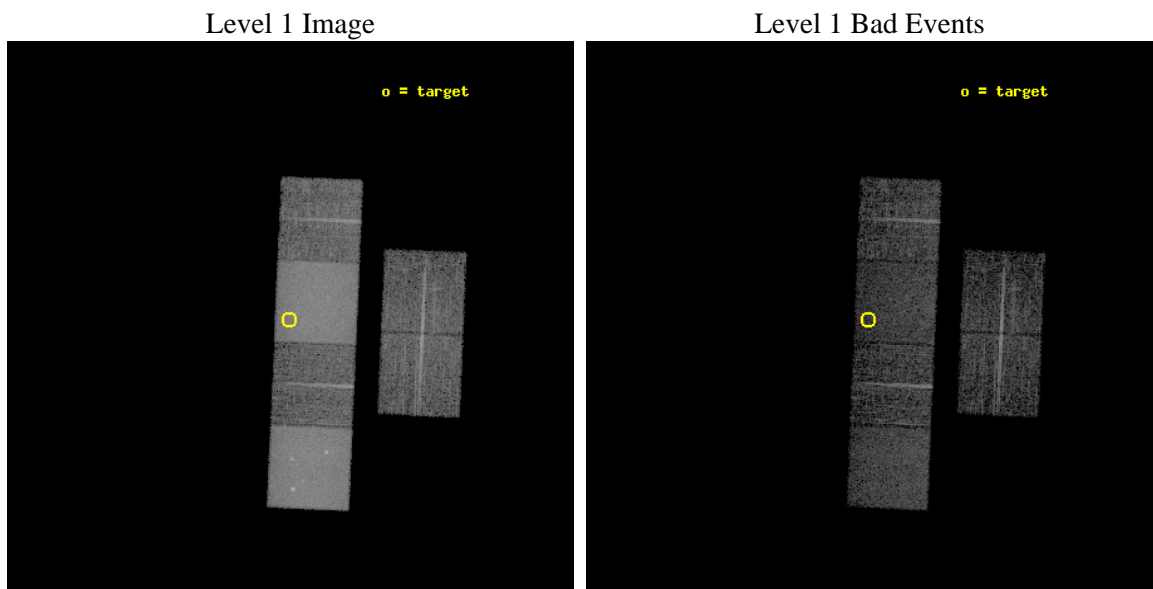 Level 1 Image
Level 1 Bad Events
o = target
o = target